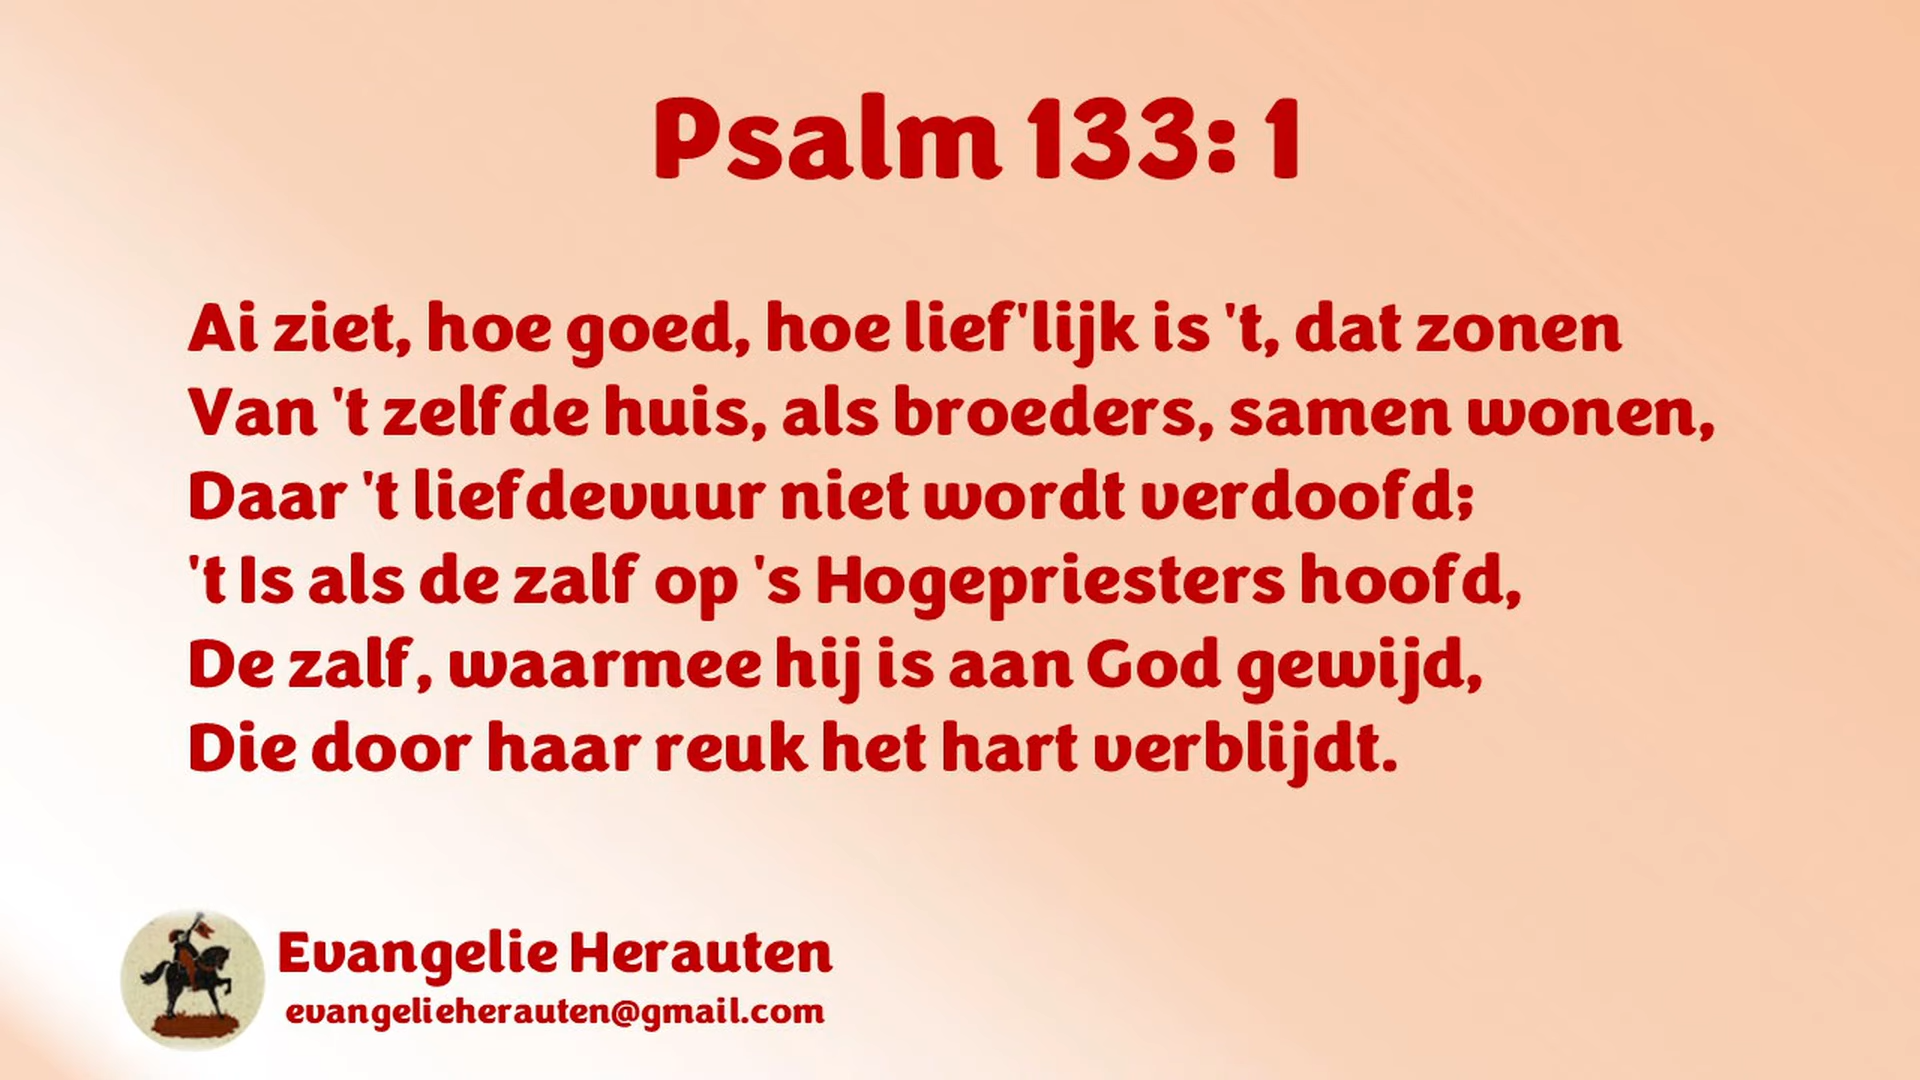 Psalm 133: 1
Ai ziet, hoe goed, hoe lief'lijk is 't, dat zonen
Van 't zelfde huis, als broeders, samen wonen,
Daar 't liefdevuur niet wordt verdoofd;
't Is als de zalf op 's Hogepriesters hoofd,
De zalf, waarmee hij is aan God gewijd,
Die door haar reuk het hart verblijdt.
Evangelie Herauten
evangelieherauten@gmail.com